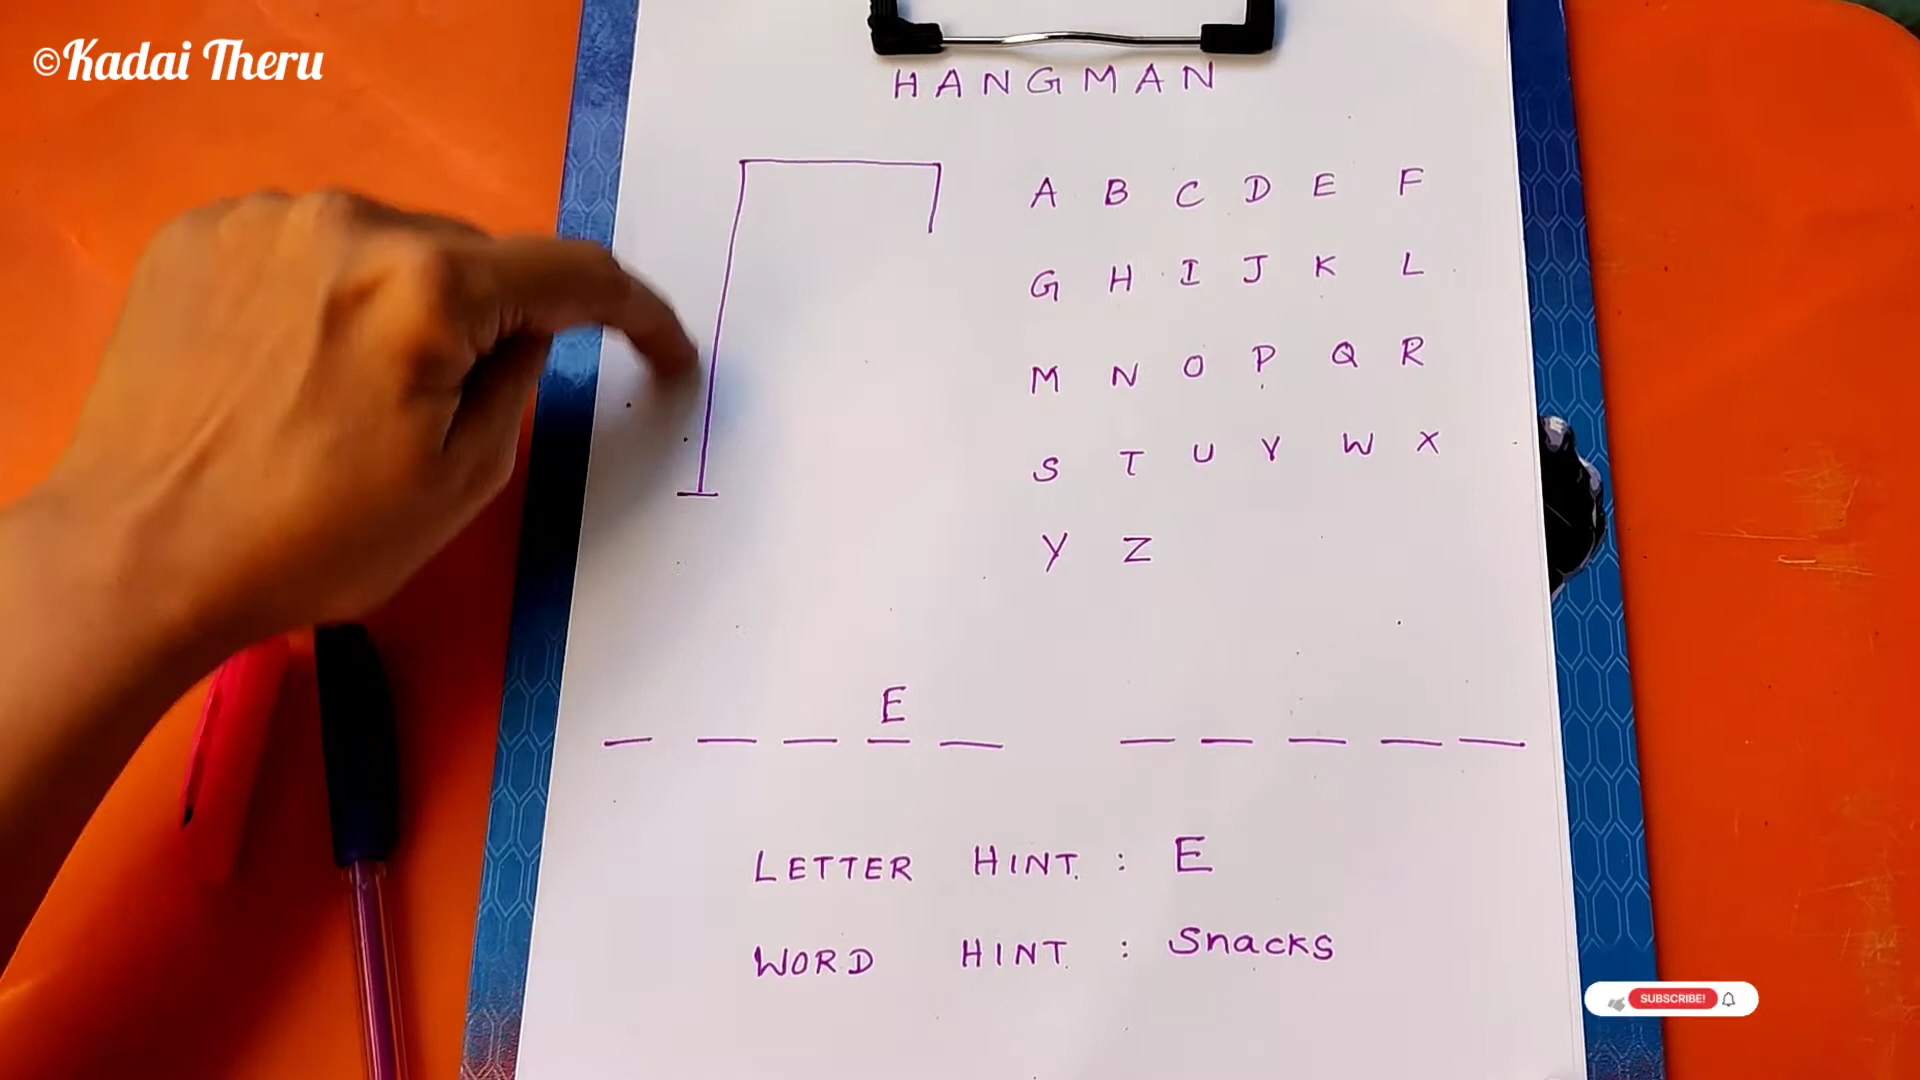 ©Kadai Theru
HANGMAN
A B C D E F
G H I J K L
M N O P Q R
S T U V W X
Y Z
E
LETTER HINT : E
WORD HINT : Snacks
SUBSCRIBE!